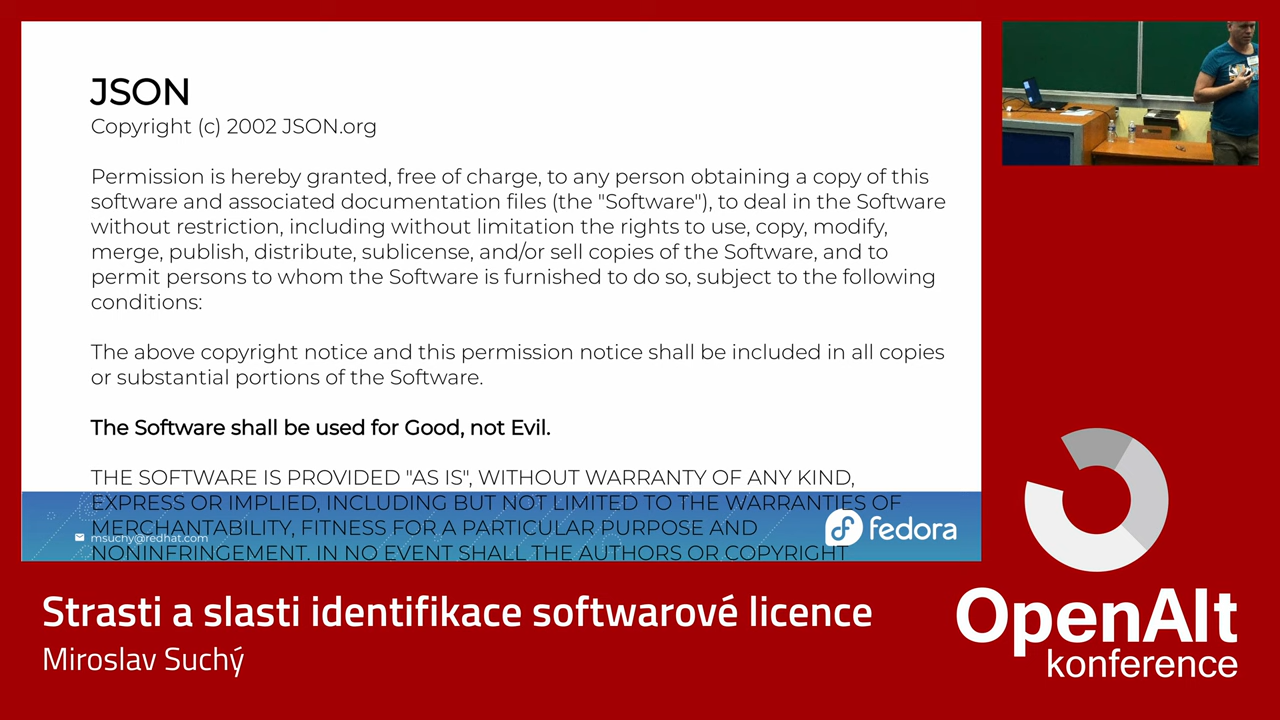 JSON
Copyright (c) 2002 JSON.org
Permission is hereby granted, free of charge, to any person obtaining a copy of this
software and associated documentation files (the "Software"), to deal in the Software
without restriction, including without limitation the rights to use, copy, modify,
merge, publish, distribute, sublicense, and/or sell copies of the Software, and to
permit persons to whom the Software is furnished to do so, subject to the following
conditions:
The above copyright notice and this permission notice shall be included in all copies
or substantial portions of the Software.
The Software shall be used for Good, not Evil.
THE SOFTWARE IS PROVIDED "AS IS", WITHOUT WARRANTY OF ANY KIND,
EXPRESS OR IMPLIED, INCLUDING BUT NOT LIMITED TO THE WARRANTIES OF
MERCHANTABILITY, FITNESS FOR A PARTICULAR PURPOSE AND
msuchy@redhat.com
NONINFRINGEMENT. IN NO EVENT SHALL THE AUTHORS OR COPYRIGHT
fedora
Strasti a slasti identifikace softwarové licence
Miroslav Suchý
OpenAlt
konference